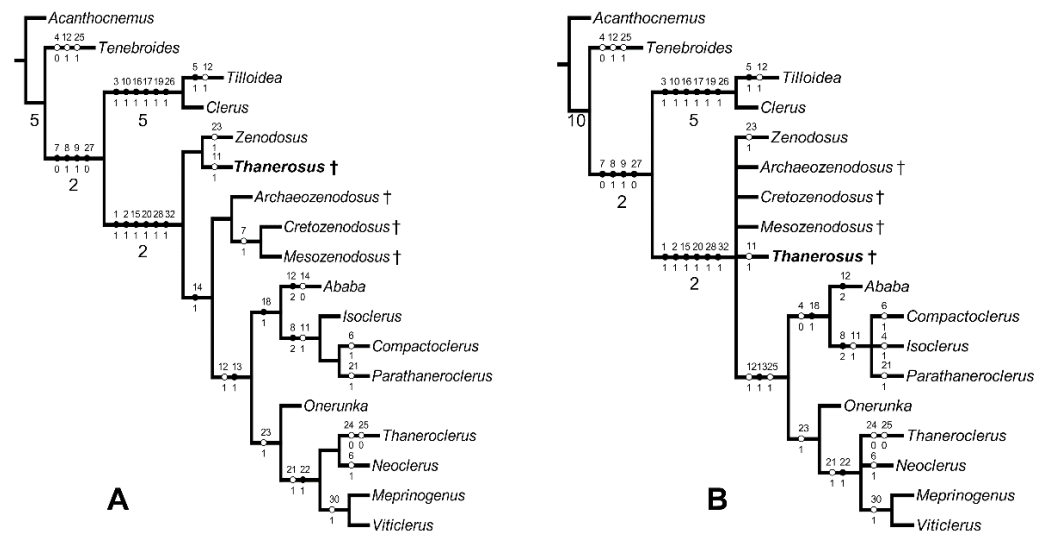 Acanthocnemus
4 12 25
Tenebroides
0 1 1
5 12
Tilloidea
1 1
3 10 16 17 19 26
1 1 1 1 1 1
5
Clerus
5
7 8 9 27
0 1 1 0
2
23
Zenodosus
1
11
Thanerosus †
1
Archaeozenodosus †
1 2 15 20 28 32
1 1 1 1 1 1
2
Cretozenodosus †
7
1
Mesozenodosus †
14
1
12 14
Ababa
2 0
18
1
Isoclerus
8 11
2 1
6
Compactoclerus
1
21
Parathaneroclerus
1
12 13
1 1
Onerunka
23
1
24 25
Thaneroclerus
0 0
6
Neoclerus
1
21 22
1 1
Meprinogenus
30
1
Viticlerus
A
Acanthocnemus
4 12 25
Tenebroides
0 1 1
5 12
Tilloidea
1 1
3 10 16 17 19 26
1 1 1 1 1 1
5
Clerus
10
7 8 9 27
0 1 1 0
2
23
Zenodosus
1
Archaeozenodosus †
Cretozenodosus †
Mesozenodosus †
1 2 15 20 28 32
1 1 1 1 1 1
2
11
Thanerosus †
1
12
Ababa
2
4 18
0 1
6
Compactoclerus
1
8 11
2 1
4
Isoclerus
1
21
Parathaneroclerus
1
12 13 25
1 1 1
Onerunka
23
1
24 25
Thaneroclerus
0 0
6
Neoclerus
1
21 22
1 1
Meprinogenus
30
1
Viticlerus
B